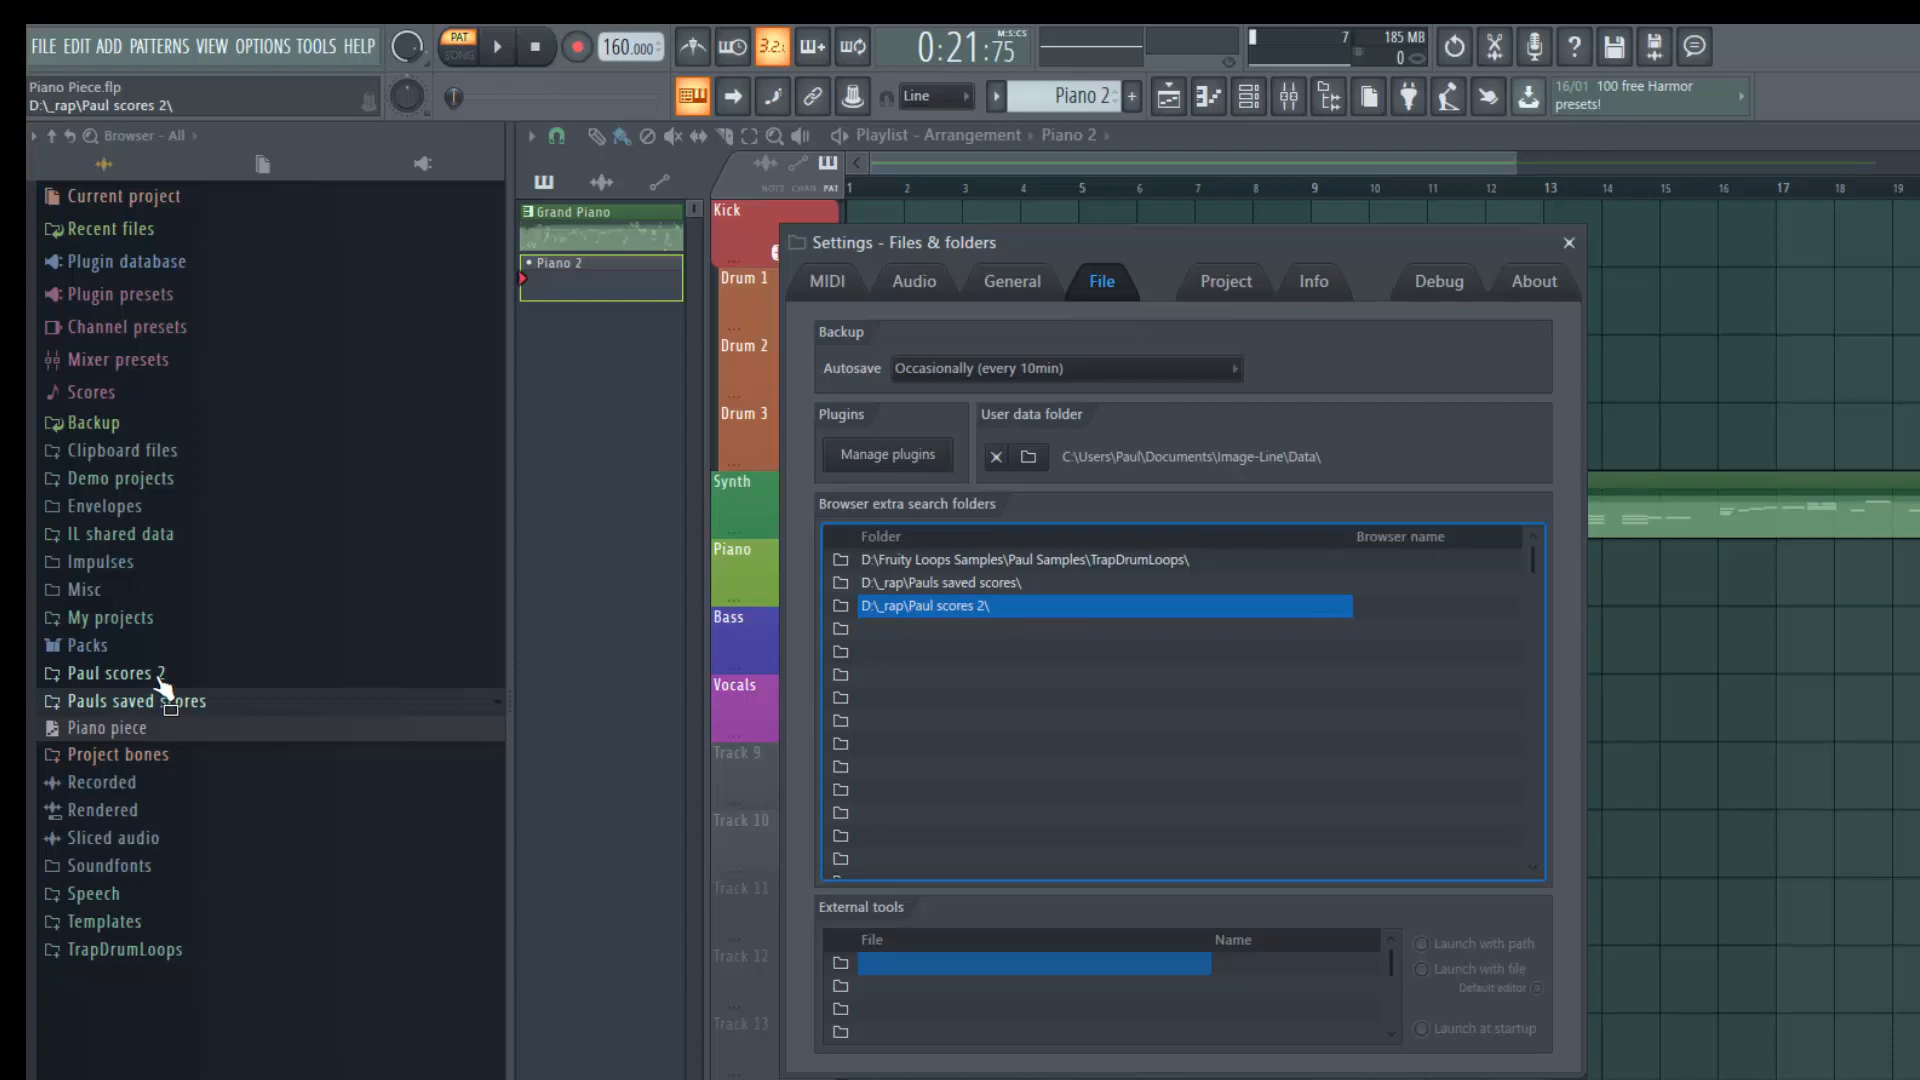 FILE EDIT ADD PATTERNS VIEW OPTIONS TOOLS HELP
PAT
SONG
160.000
3.2.
0:21:75
M:S:CS
7
185 MB
0
Piano Piece.flp
D:\_rap\Paul scores 2\
Line
Piano 2
16/01 100 free Harmor
presets!
Browser - All
Playlist - Arrangement
Piano 2
NOTE CHAN PAT
1 2 3 4 5 6 7 8 9 10 11 12 13 14 15 16 17 18 19
Current project
Recent files
Plugin database
Plugin presets
Channel presets
Mixer presets
Scores
Backup
Clipboard files
Demo projects
Envelopes
IL shared data
Impulses
Misc
My projects
Packs
Paul scores 2
Pauls saved scores
Piano piece
Project bones
Recorded
Rendered
Sliced audio
Soundfonts
Speech
Templates
TrapDrumLoops
Grand Piano
Piano 2
Kick
Drum 1
Drum 2
Drum 3
Synth
Piano
Bass
Vocals
Track 9
Track 10
Track 11
Track 12
Track 13
Settings - Files & folders
MIDI
Audio
General
File
Project
Info
Debug
About
Backup
Autosave
Occasionally (every 10min)
Plugins
Manage plugins
User data folder
C:\Users\Paul\Documents\Image-Line\Data\
Browser extra search folders
Folder
Browser name
D:\Fruity Loops Samples\Paul Samples\TrapDrumLoops\
D:\_rap\Pauls saved scores\
D:\_rap\Paul scores 2\
External tools
File
Name
Launch with path
Launch with file
Default editor
Launch at startup